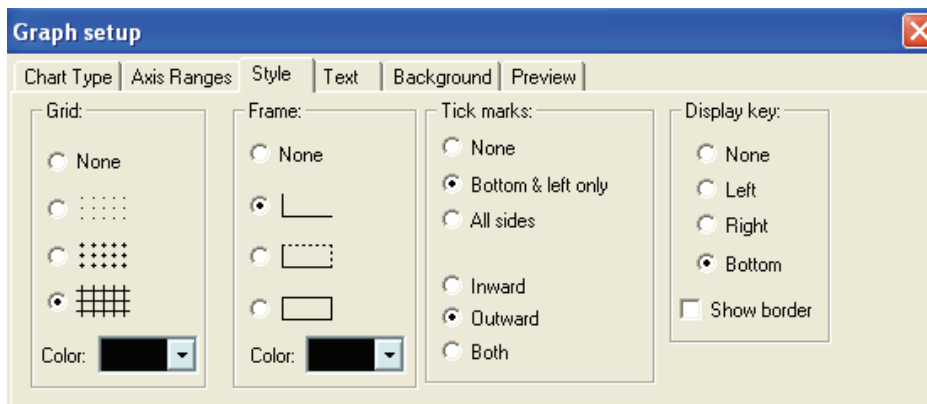 Graph setup
Chart Type Axis Ranges Style Text Background Preview
Grid:
None
Color:
Frame:
None
Color:
Tick marks:
None
Bottom & left only
All sides
Inward
Outward
Both
Display key:
None
Left
Right
Bottom
Show border